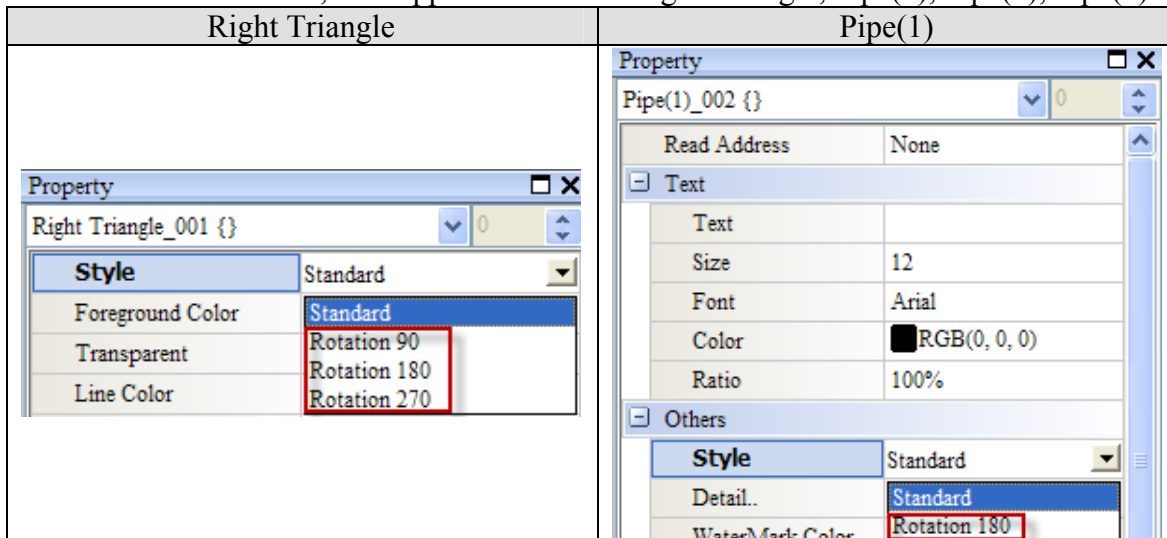 Right Triangle
Pipe(1)
Property
Right Triangle_001 {}
0
Style
Standard
Foreground Color
Standard
Transparent
Rotation 90
Rotation 180
Line Color
Rotation 270
Property
Pipe(1)_002 {}
0
Read Address
None
Text
Text
Size
12
Font
Arial
Color
RGB(0, 0, 0)
Ratio
100%
Others
Style
Standard
Detail..
Standard
WaterMark Color
Rotation 180